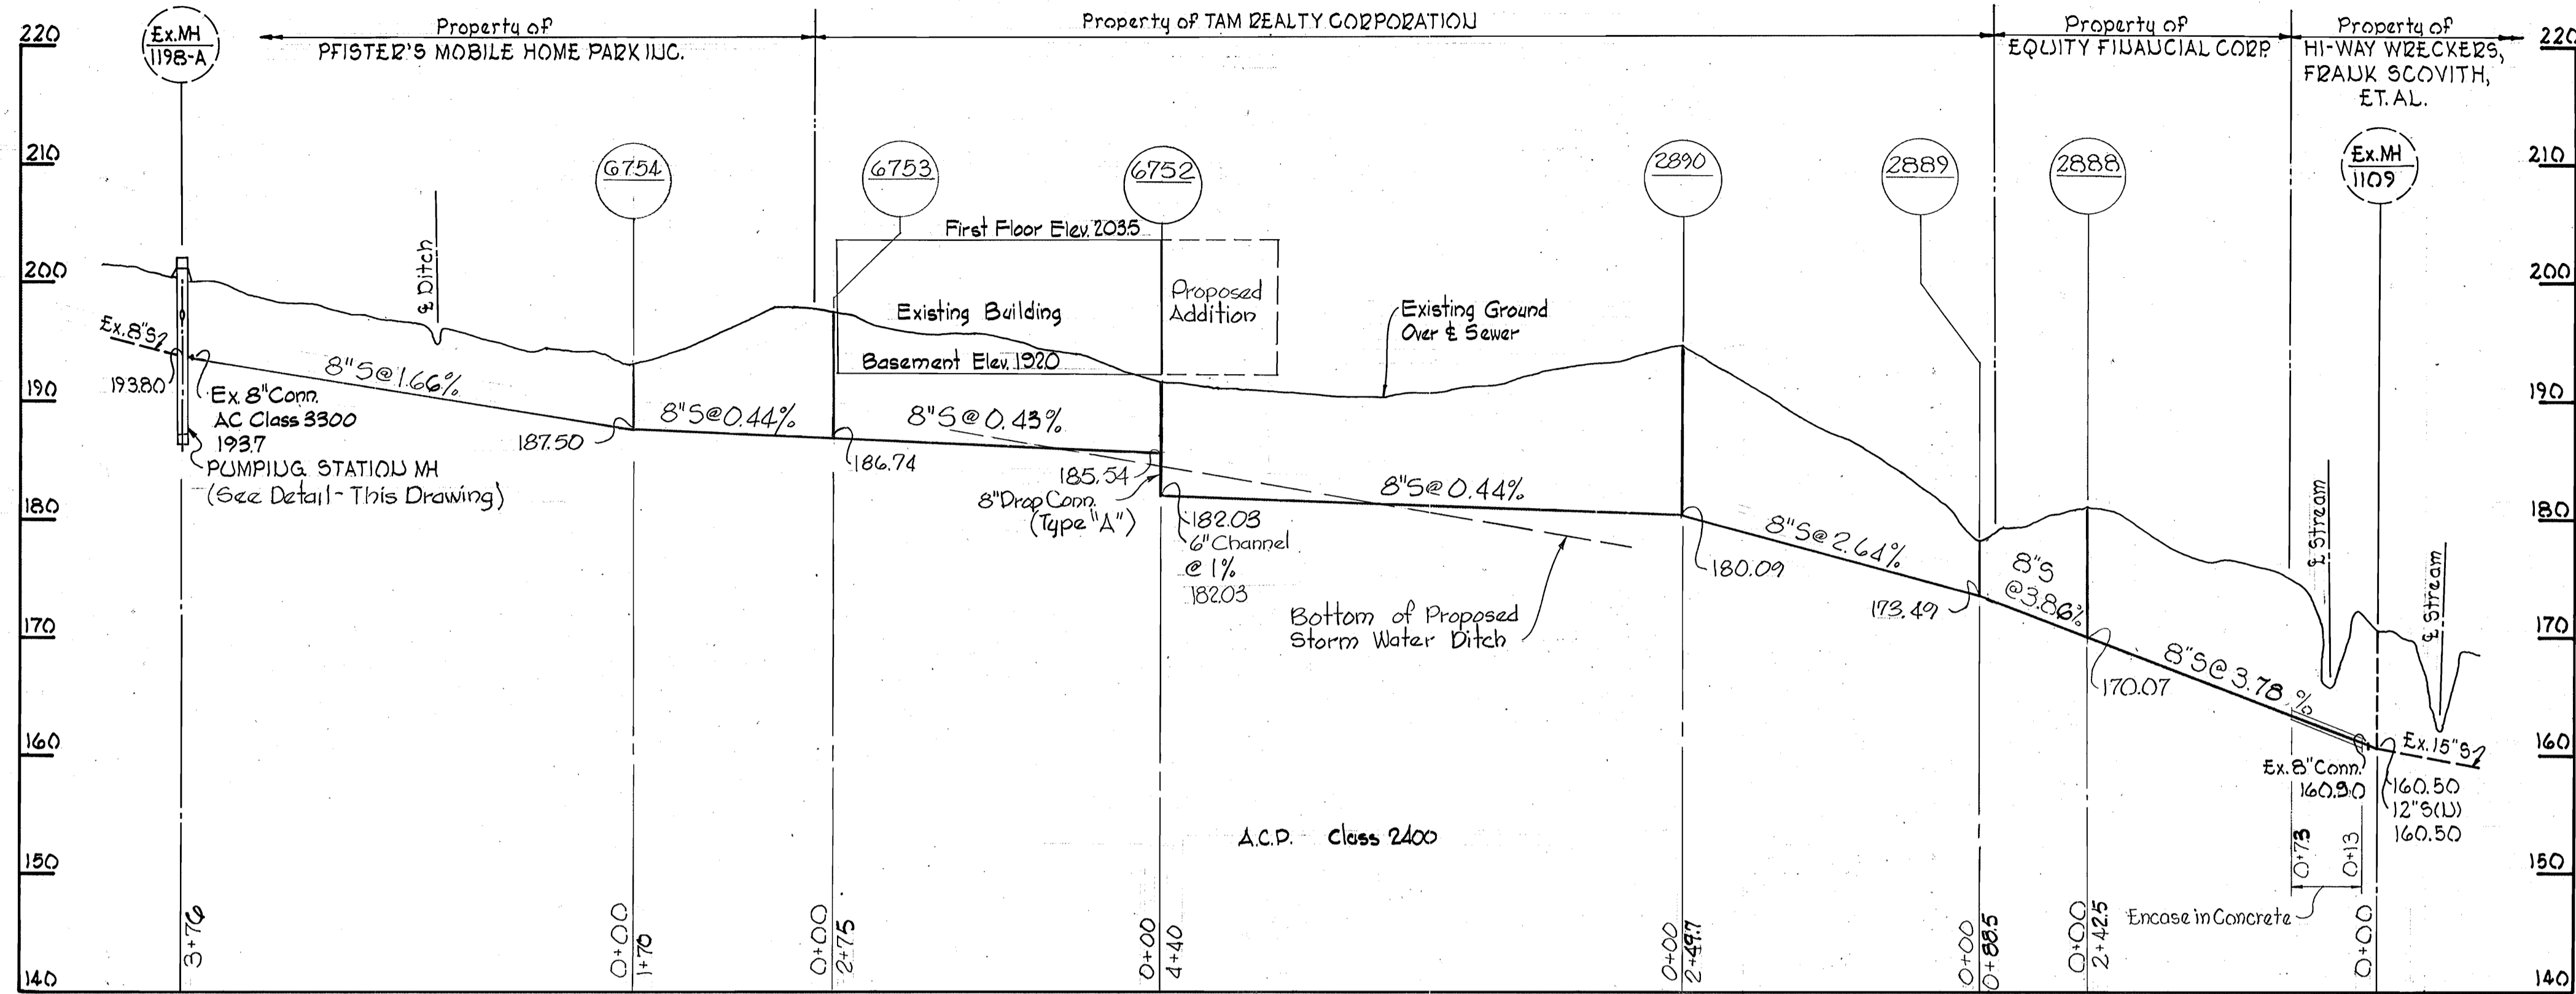 220
Ex.MH
1198-A
Property of
PFISTER'S MOBILE HOME PARK INC.
Property of TAM REALTY CORPORATION
Property of
EQUITY FINANCIAL CORP.
Property of
HI-WAY WRECKERS,
FRANK SCOVITH,
ET. AL.
220
210
6754
6753
6752
2890
2889
2888
Ex.MH
1109
210
200
℄ Ditch
First Floor Elev. 203.5
Existing Building
Proposed
Addition
Basement Elev. 192.0
Existing Ground
Over ℄ Sewer
200
Ex. 8"S
193.80
190
Ex. 8" Conn.
AC Class 3300
193.7
PUMPING STATION MH
(See Detail - This Drawing)
8"S@1.66%
187.50
8"S@0.44%
186.74
8"S @ 0.43%
185.54
8" Drop Conn.
(Type "A")
182.03
6" Channel
@ 1%
182.03
8"S@ 0.44%
180.09
8"S@2.64%
173.49
8"S
@3.86%
170.07
8"S@3.78 %
190
180
180
℄ Stream
℄ Stream
Bottom of Proposed
Storm Water Ditch
170
170
160
Ex. 15"S
160
Ex. 8" Conn.
160.90
160.50
12"S(N)
160.50
A.C.P. Class 2400
150
0+73
0+13
150
Encase in Concrete
3+76
0+00
1+70
0+00
2+75
0+00
4+40
0+00
2+49.7
0+00
0+88.5
0+00
2+42.5
0+00
140
140